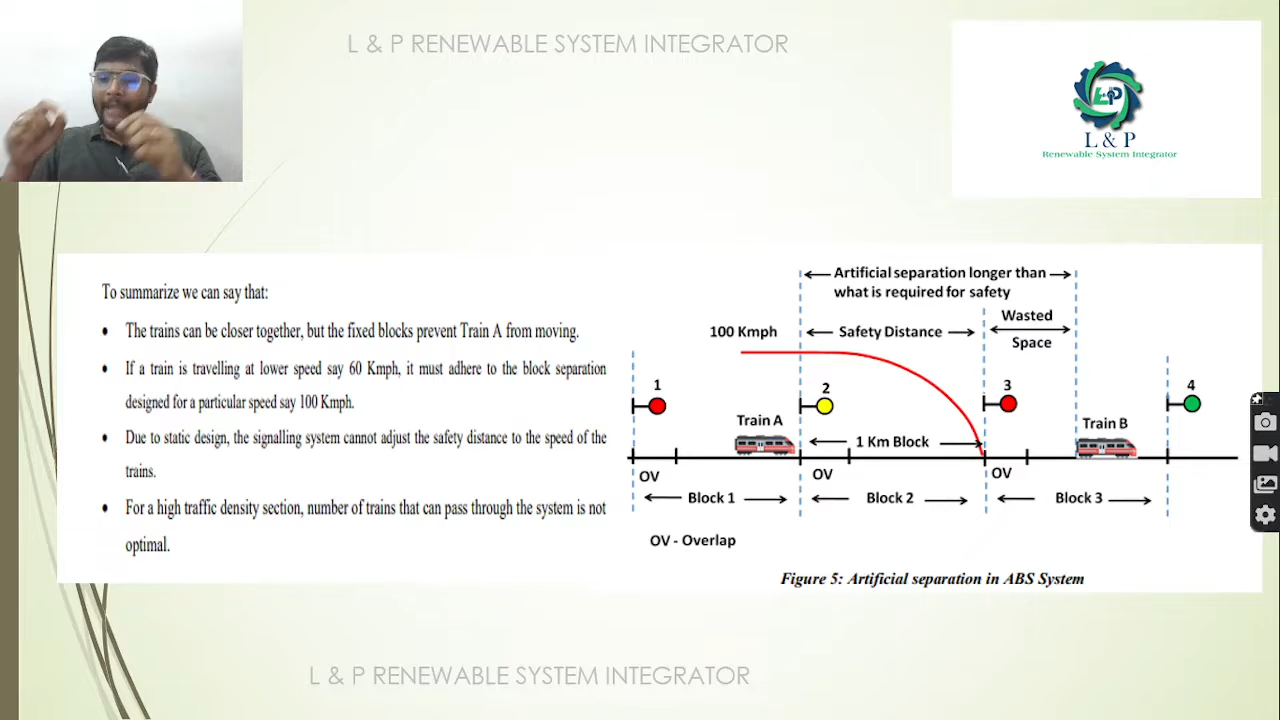 L & P RENEWABLE SYSTEM INTEGRATOR
L&P
L & P
Renewable System Integrator
To summarize we can say that:
• The trains can be closer together, but the fixed blocks prevent Train A from moving.
• If a train is travelling at lower speed say 60 Kmph, it must adhere to the block separation
designed for a particular speed say 100 Kmph.
• Due to static design, the signalling system cannot adjust the safety distance to the speed of the
trains.
• For a high traffic density section, number of trains that can pass through the system is not
optimal.
Artificial separation longer than
what is required for safety
Wasted
Space
100 Kmph
Safety Distance
1
2
3
4
Train A
Train B
1 Km Block
OV
OV
OV
Block 1
Block 2
Block 3
OV - Overlap
Figure 5: Artificial separation in ABS System
L & P RENEWABLE SYSTEM INTEGRATOR